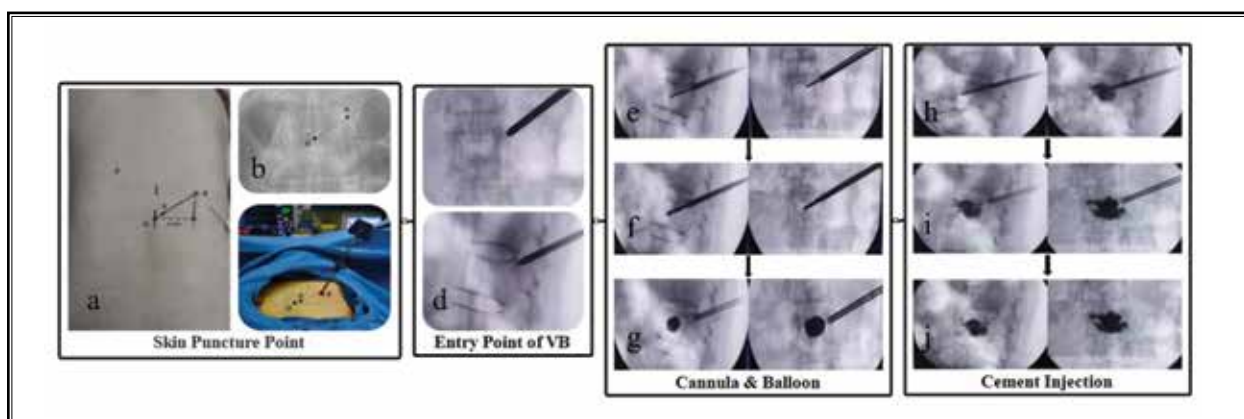 a
b
Skin Puncture Point
d
Entry Point of VB
e
f
g
Cannula & Balloon
h
i
j
Cement Injection